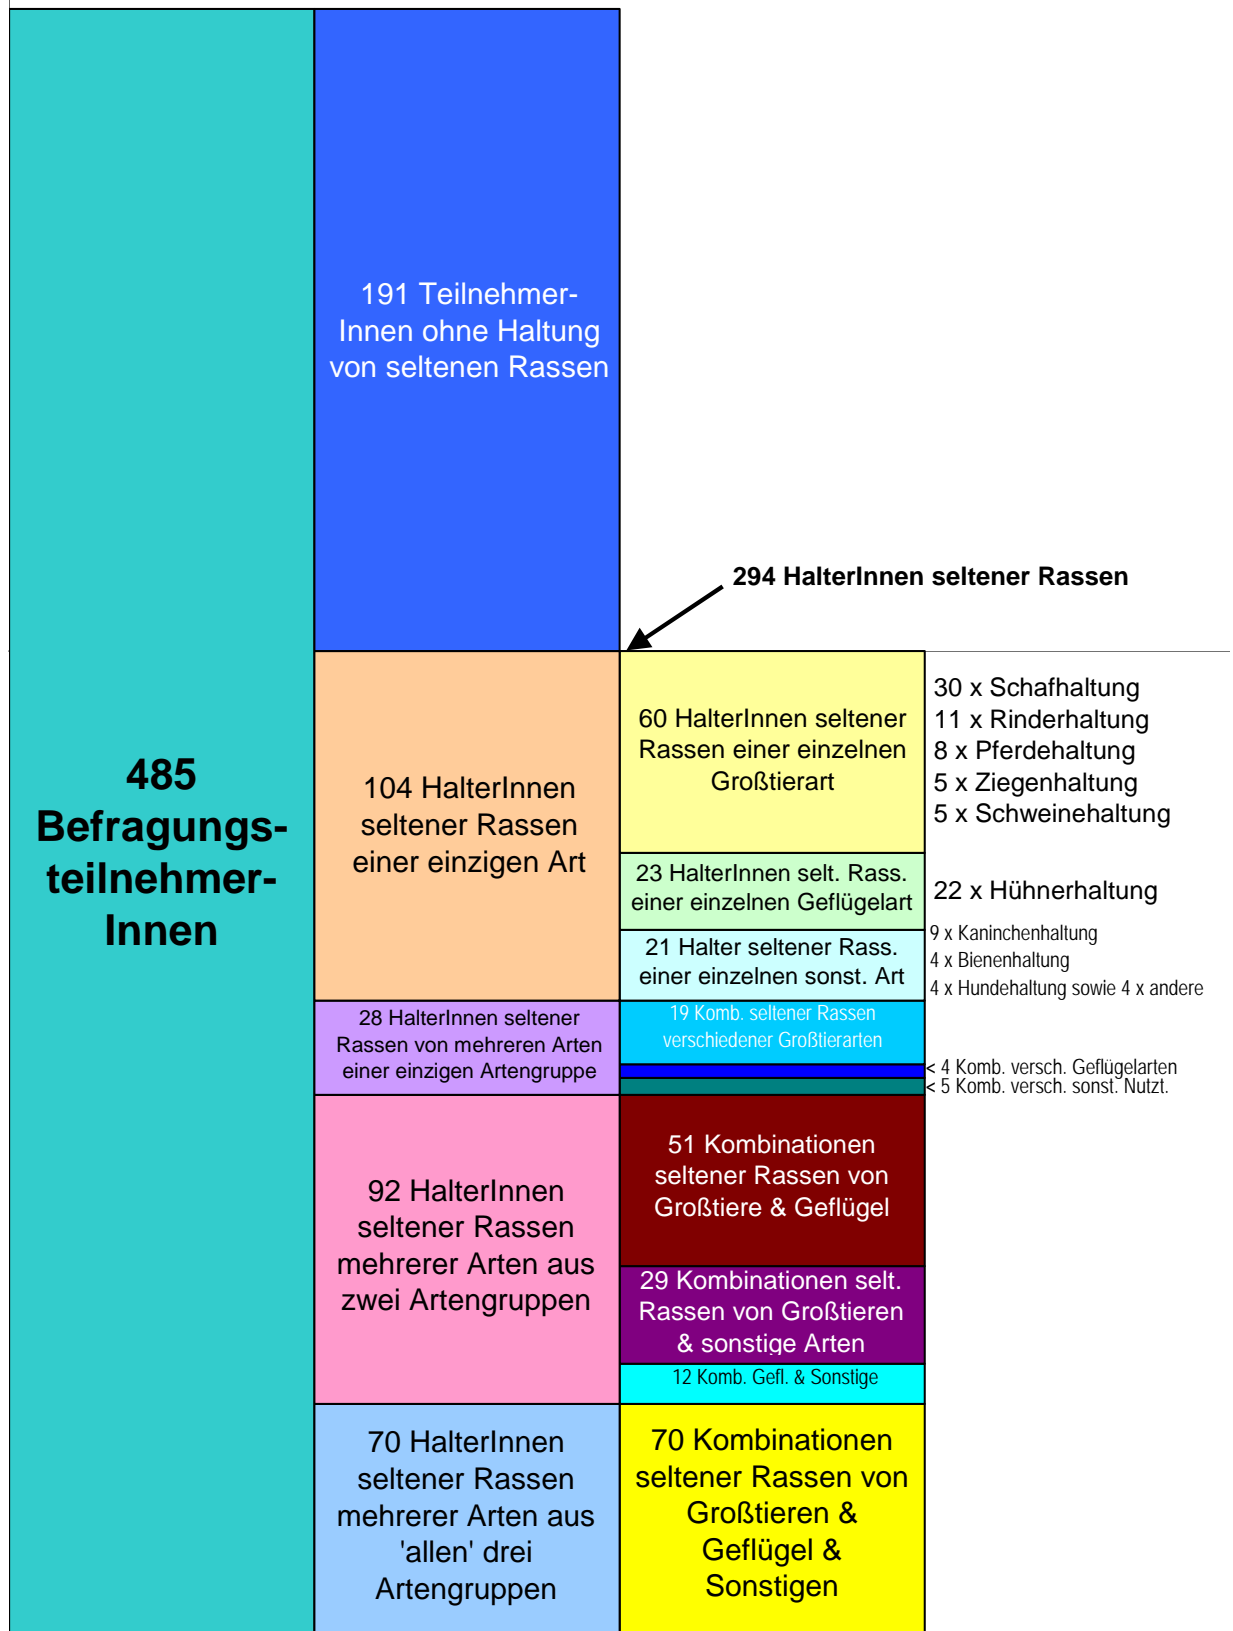 485
Befragungs-
teilnehmer-
Innen
191 Teilnehmer-
Innen ohne Haltung
von seltenen Rassen
294 HalterInnen seltener Rassen
104 HalterInnen
seltener Rassen
einer einzigen Art
60 HalterInnen seltener
Rassen einer einzelnen
Großtierart
30 x Schafhaltung
11 x Rinderhaltung
8 x Pferdehaltung
5 x Ziegenhaltung
5 x Schweinehaltung
23 HalterInnen selt. Rass.
einer einzelnen Geflügelart
22 x Hühnerhaltung
21 Halter seltener Rass.
einer einzelnen sonst. Art
9 x Kaninchenhaltung
4 x Bienenhaltung
4 x Hundehaltung sowie 4 x andere
28 HalterInnen seltener
Rassen von mehreren Arten
einer einzigen Artengruppe
19 Komb. seltener Rassen
verschiedener Großtierarten
< 4 Komb. versch. Geflügelarten
< 5 Komb. versch. sonst. Nutzt.
92 HalterInnen
seltener Rassen
mehrerer Arten aus
zwei Artengruppen
51 Kombinationen
seltener Rassen von
Großtiere & Geflügel
29 Kombinationen selt.
Rassen von Großtieren
& sonstige Arten
12 Komb. Gefl. & Sonstige
70 HalterInnen
seltener Rassen
mehrerer Arten aus
'allen' drei
Artengruppen
70 Kombinationen
seltener Rassen von
Großtieren &
Geflügel &
Sonstigen